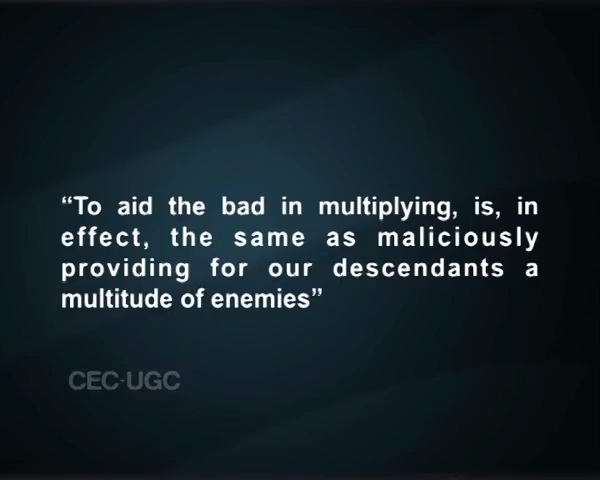 “To aid the bad in multiplying, is, in
effect, the same as maliciously
providing for our descendants a
multitude of enemies”
CEC-UGC